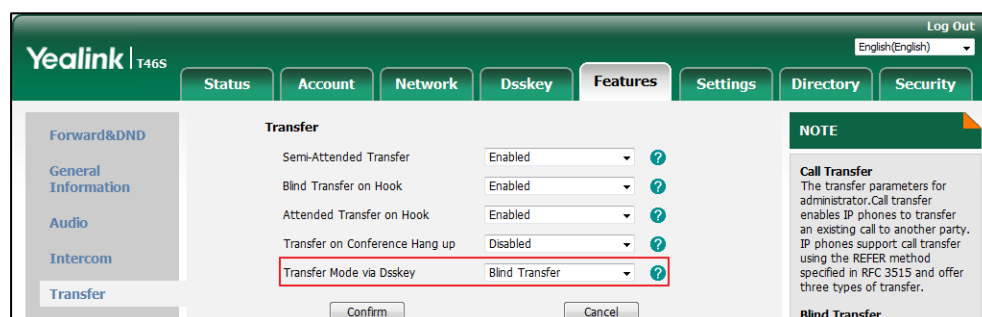 Log Out
Yealink T46S
English(English)
Status Account Network Dsskey Features Settings Directory Security
Forward&DND
General
Information
Audio
Intercom
Transfer
Transfer
Semi-Attended Transfer Enabled
Blind Transfer on Hook Enabled
Attended Transfer on Hook Enabled
Transfer on Conference Hang up Disabled
Transfer Mode via Dsskey Blind Transfer
Confirm Cancel
NOTE
Call Transfer
The transfer parameters for
administrator.Call transfer
enables IP phones to transfer
an existing call to another party.
IP phones support call transfer
using the REFER method
specified in RFC 3515 and offer
three types of transfer.
Blind Transfer